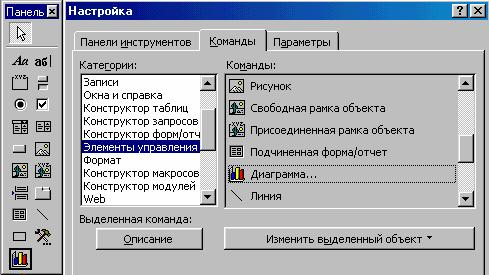 Панель
Aa аб|
XYZ
Настройка
Панели инструментов Команды Параметры
Категории:
Записи
Окна и справка
Конструктор таблиц
Конструктор запросов
Конструктор форм/отч
Элементы управления
Формат
Конструктор макросов
Конструктор модулей
Web
Команды:
Рисунок
Свободная рамка объекта
Присоединенная рамка объекта
Подчиненная форма/отчет
Диаграмма...
Линия
Выделенная команда:
Описание Изменить выделенный объект